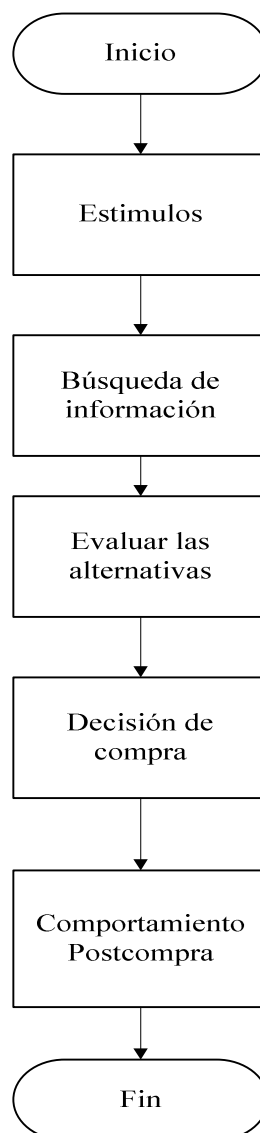 Inicio
Estimulos
Búsqueda de
información
Evaluar las
alternativas
Decisión de
compra
Comportamiento
Postcompra
Fin